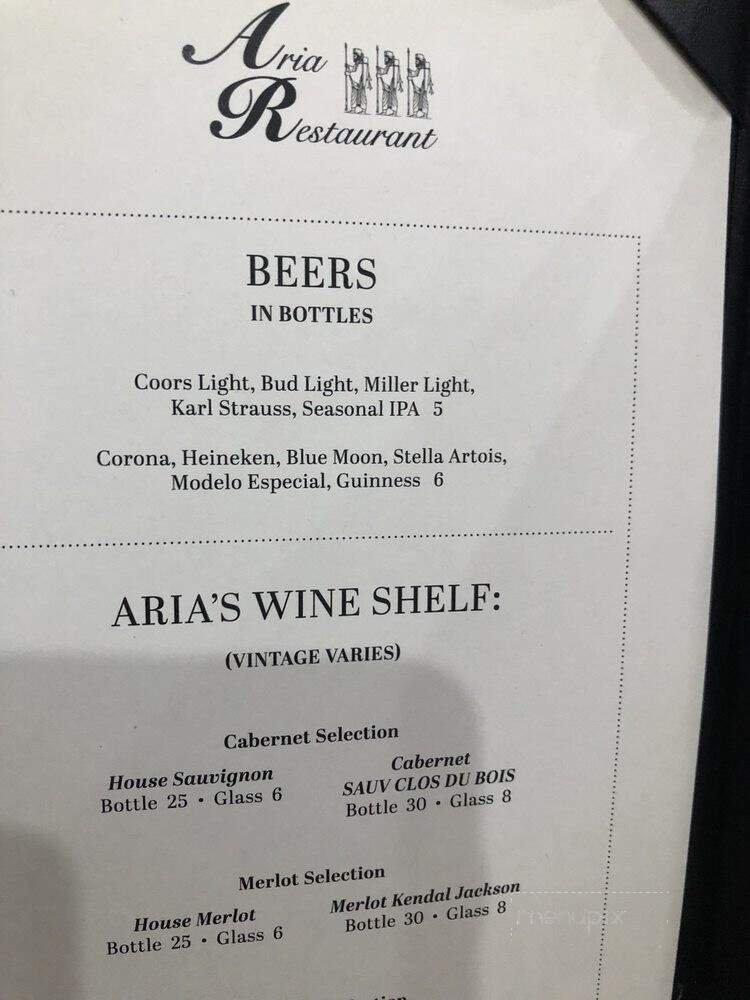 Aria
Restaurant
BEERS
IN BOTTLES
Coors Light, Bud Light, Miller Light,
Karl Strauss, Seasonal IPA 5
Corona, Heineken, Blue Moon, Stella Artois,
Modelo Especial, Guinness 6
ARIA'S WINE SHELF:
(VINTAGE VARIES)
Cabernet Selection
House Sauvignon
Bottle 25 • Glass 6
Cabernet
SAUV CLOS DU BOIS
Bottle 30 • Glass 8
Merlot Selection
House Merlot
Bottle 25 • Glass 6
Merlot Kendal Jackson
Bottle 30 • Glass 8
menupix